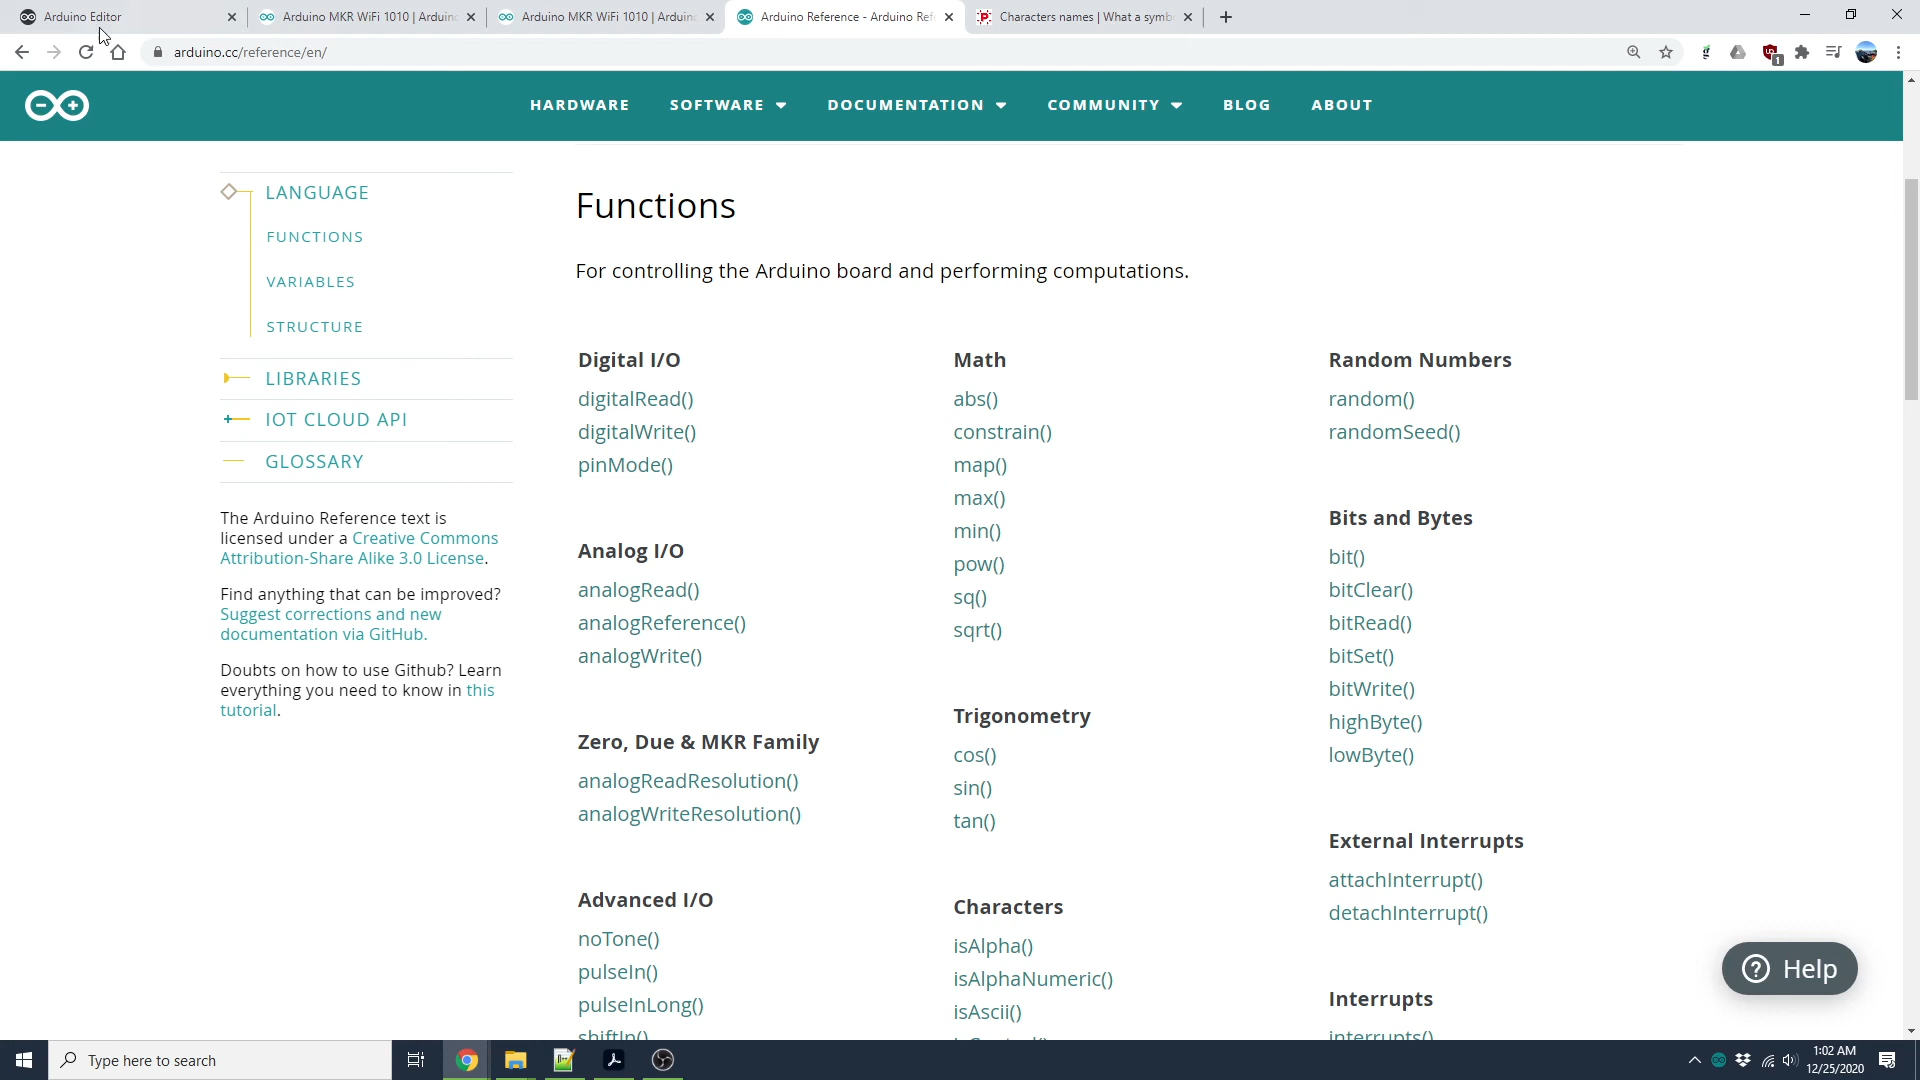 Arduino Editor
Arduino MKR WiFi 1010 | Arduin
Arduino MKR WiFi 1010 | Arduin
Arduino Reference - Arduino Ref
Characters names | What a symb
arduino.cc/reference/en/
1
HARDWARE
SOFTWARE
DOCUMENTATION
COMMUNITY
BLOG
ABOUT
LANGUAGE
FUNCTIONS
VARIABLES
STRUCTURE
LIBRARIES
IOT CLOUD API
GLOSSARY
The Arduino Reference text is
licensed under a Creative Commons
Attribution-Share Alike 3.0 License.
Find anything that can be improved?
Suggest corrections and new
documentation via GitHub.
Doubts on how to use Github? Learn
everything you need to know in this
tutorial.
Functions
For controlling the Arduino board and performing computations.
Digital I/O
digitalRead()
digitalWrite()
pinMode()
Analog I/O
analogRead()
analogReference()
analogWrite()
Zero, Due & MKR Family
analogReadResolution()
analogWriteResolution()
Advanced I/O
noTone()
pulseIn()
pulseInLong()
shiftIn()
Math
abs()
constrain()
map()
max()
min()
pow()
sq()
sqrt()
Trigonometry
cos()
sin()
tan()
Characters
isAlpha()
isAlphaNumeric()
isAscii()
Random Numbers
random()
randomSeed()
Bits and Bytes
bit()
bitClear()
bitRead()
bitSet()
bitWrite()
highByte()
lowByte()
External Interrupts
attachInterrupt()
detachInterrupt()
Interrupts
interrupts()
Help
Type here to search
1:02 AM
12/25/2020